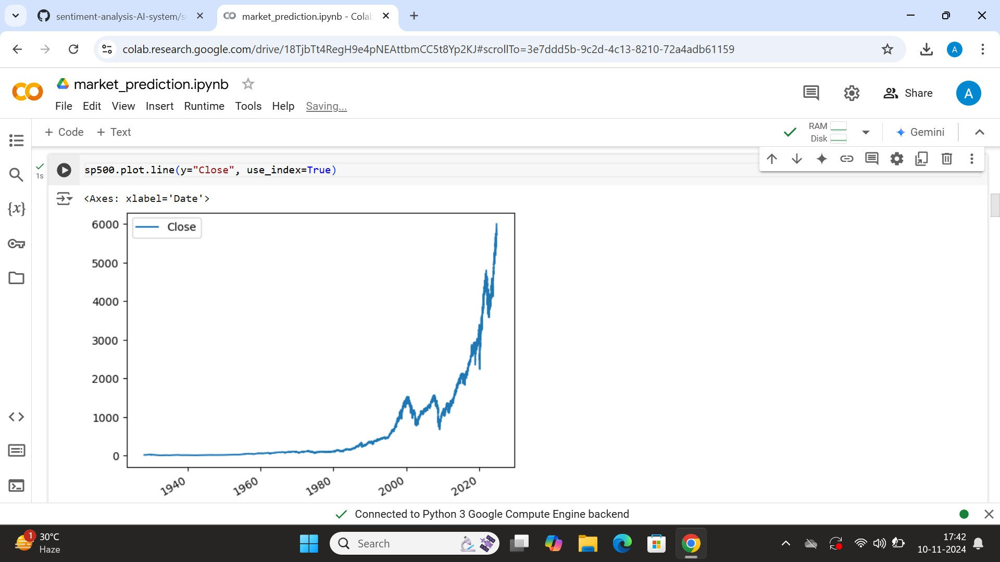 sentiment-analysis-AI-system/s
market_prediction.ipynb - Cola
colab.research.google.com/drive/18TjbTt4RegH9e4pNEAttbmCC5t8Yp2KJ#scrollTo=3e7ddd5b-9c2d-4c13-8210-72a4adb61159
A
market_prediction.ipynb
File Edit View Insert Runtime Tools Help Saving...
Share
A
+ Code + Text
RAM
Disk
Gemini
1s
sp500.plot.line(y="Close", use_index=True)
<Axes: xlabel='Date'>
Close
6000
5000
4000
3000
2000
1000
0
1940 1960 1980 2000 2020
{x}
Connected to Python 3 Google Compute Engine backend
1
30°C
Haze
Search
17:42
10-11-2024